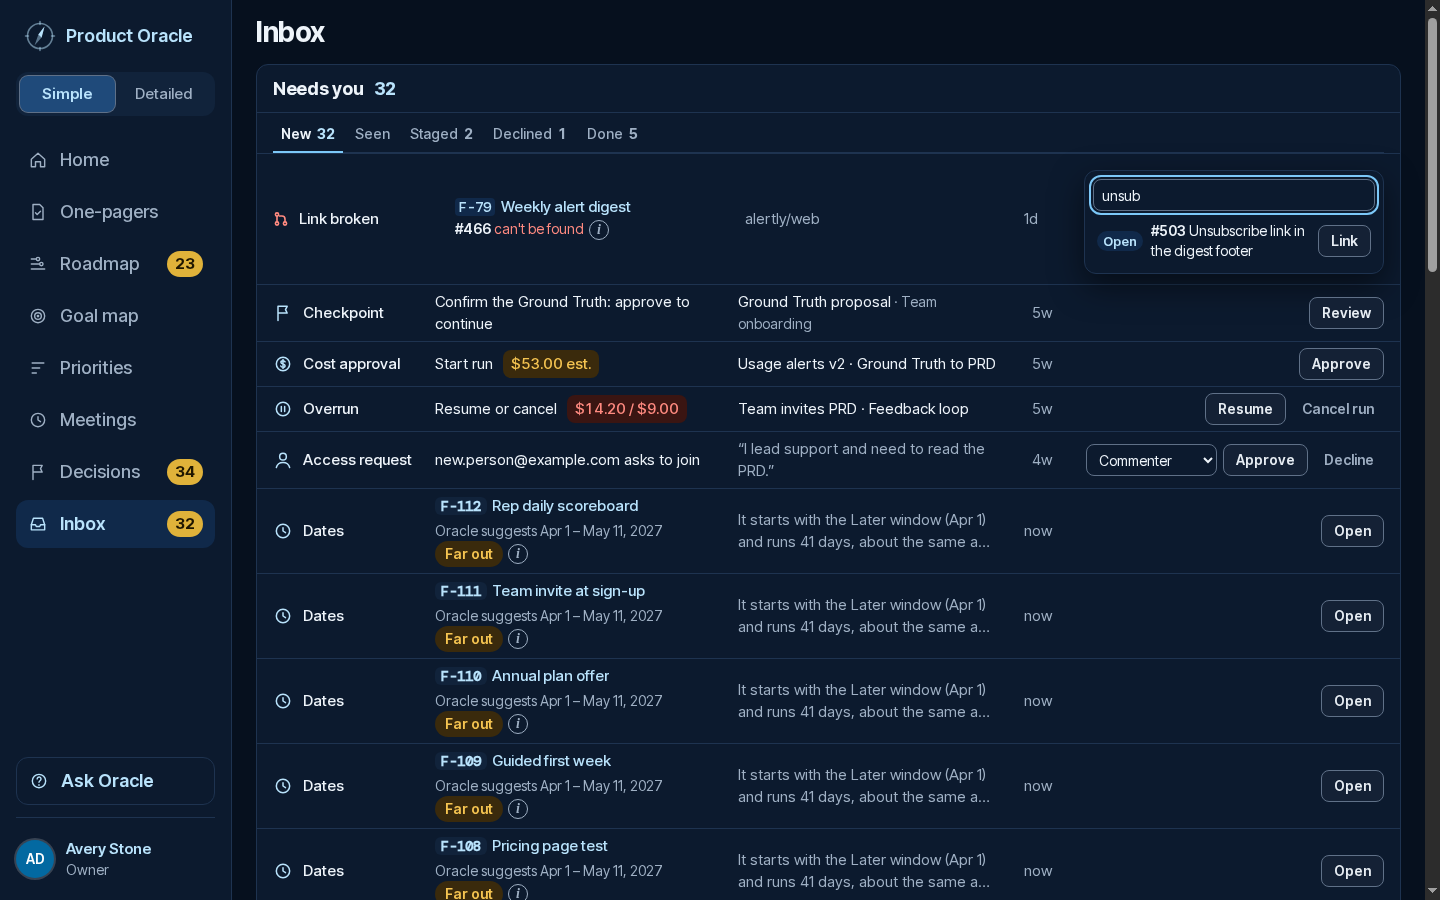 Product Oracle
Simple
Detailed
Home
One-pagers
Roadmap 23
Goal map
Priorities
Meetings
Decisions 34
Inbox 32
Ask Oracle
AD
Avery Stone
Owner
Inbox
Needs you 32
New 32
Seen
Staged 2
Declined 1
Done 5
Link broken
F-79 Weekly alert digest
#466 can't be found i
alertly/web
1d
unsub
Open
#503 Unsubscribe link in
the digest footer
Link
Checkpoint
Confirm the Ground Truth: approve to
continue
Ground Truth proposal · Team
onboarding
5w
Review
Cost approval
Start run $53.00 est.
Usage alerts v2 · Ground Truth to PRD
5w
Approve
Overrun
Resume or cancel $14.20 / $9.00
Team invites PRD · Feedback loop
5w
Resume
Cancel run
Access request
new.person@example.com asks to join
“I lead support and need to read the
PRD.”
4w
Commenter
Approve
Decline
Dates
F-112 Rep daily scoreboard
Oracle suggests Apr 1 – May 11, 2027
Far out i
It starts with the Later window (Apr 1)
and runs 41 days, about the same a…
now
Open
Dates
F-111 Team invite at sign-up
Oracle suggests Apr 1 – May 11, 2027
Far out i
It starts with the Later window (Apr 1)
and runs 41 days, about the same a…
now
Open
Dates
F-110 Annual plan offer
Oracle suggests Apr 1 – May 11, 2027
Far out i
It starts with the Later window (Apr 1)
and runs 41 days, about the same a…
now
Open
Dates
F-109 Guided first week
Oracle suggests Apr 1 – May 11, 2027
Far out i
It starts with the Later window (Apr 1)
and runs 41 days, about the same a…
now
Open
Dates
F-108 Pricing page test
Oracle suggests Apr 1 – May 11, 2027
Far out i
It starts with the Later window (Apr 1)
and runs 41 days, about the same a…
now
Open